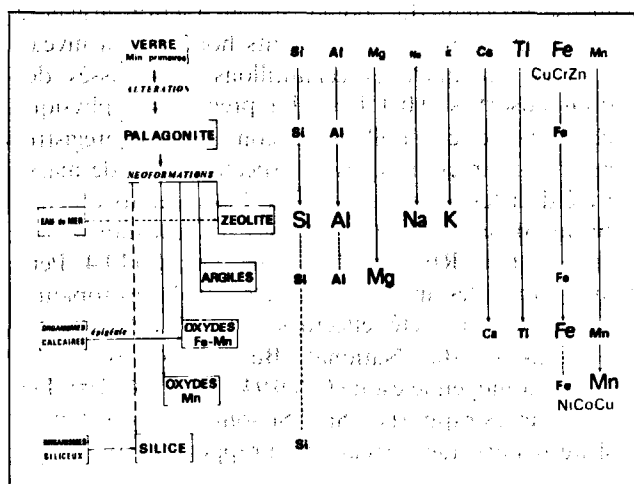 VERRE Si Al Mg Na K Ca Ti Fe Mn
Min primaires
CuCrZn
ALTERATION
PALAGONITE Si Al Fe
NEOFORMATIONS
EAU de MER ZEOLITE Si Al Na K
ARGILES Si Al Mg Fe
ORGANISMES épigénie OXYDES Ca Ti Fe Mn
CALCAIRES Fe-Mn
OXYDES Fe Mn
Mn NiCoCu
ORGANISMES SILICE Si
SILICEUX